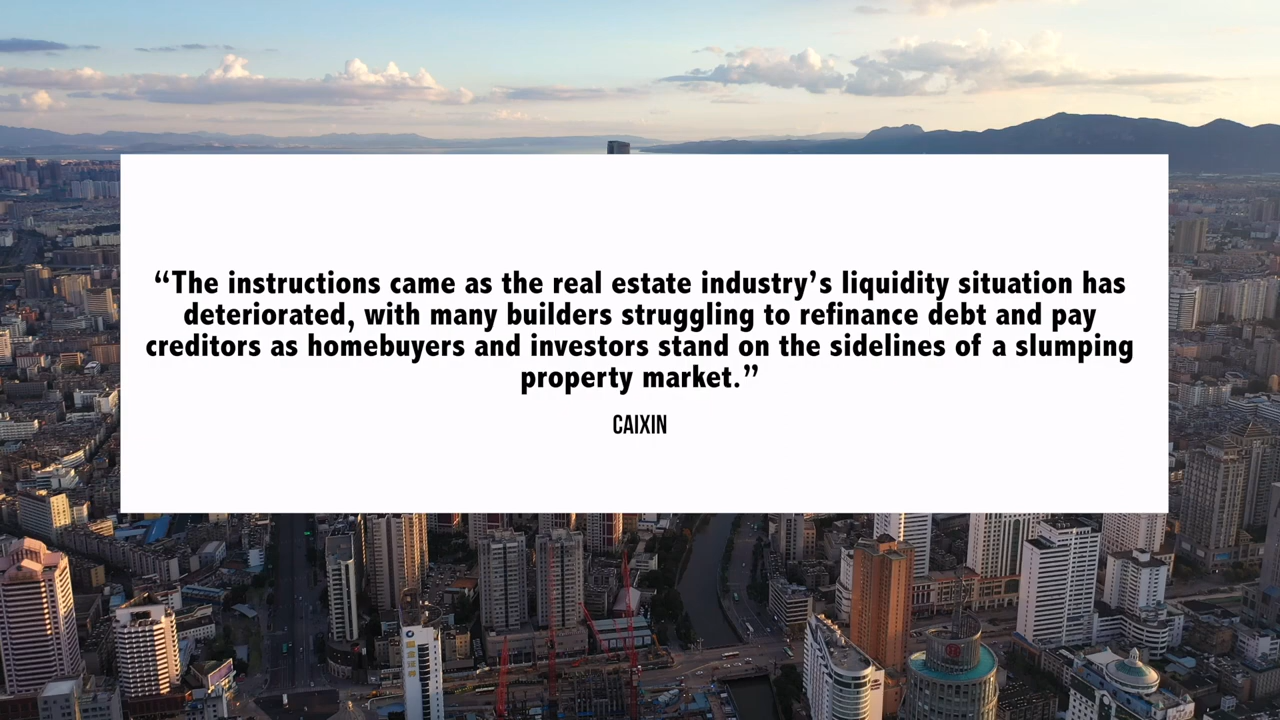 “The instructions came as the real estate industry’s liquidity situation has
deteriorated, with many builders struggling to refinance debt and pay
creditors as homebuyers and investors stand on the sidelines of a slumping
property market.”
CAIXIN